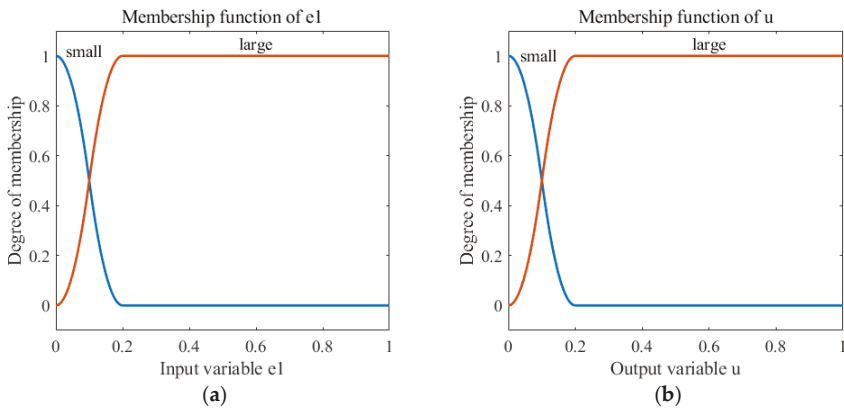 Membership function of e1
small
large
1
0.8
0.6
0.4
0.2
0
Degree of membership
0 0.2 0.4 0.6 0.8 1
Input variable e1
(a)
Membership function of u
small
large
1
0.8
0.6
0.4
0.2
0
Degree of membership
0 0.2 0.4 0.6 0.8 1
Output variable u
(b)